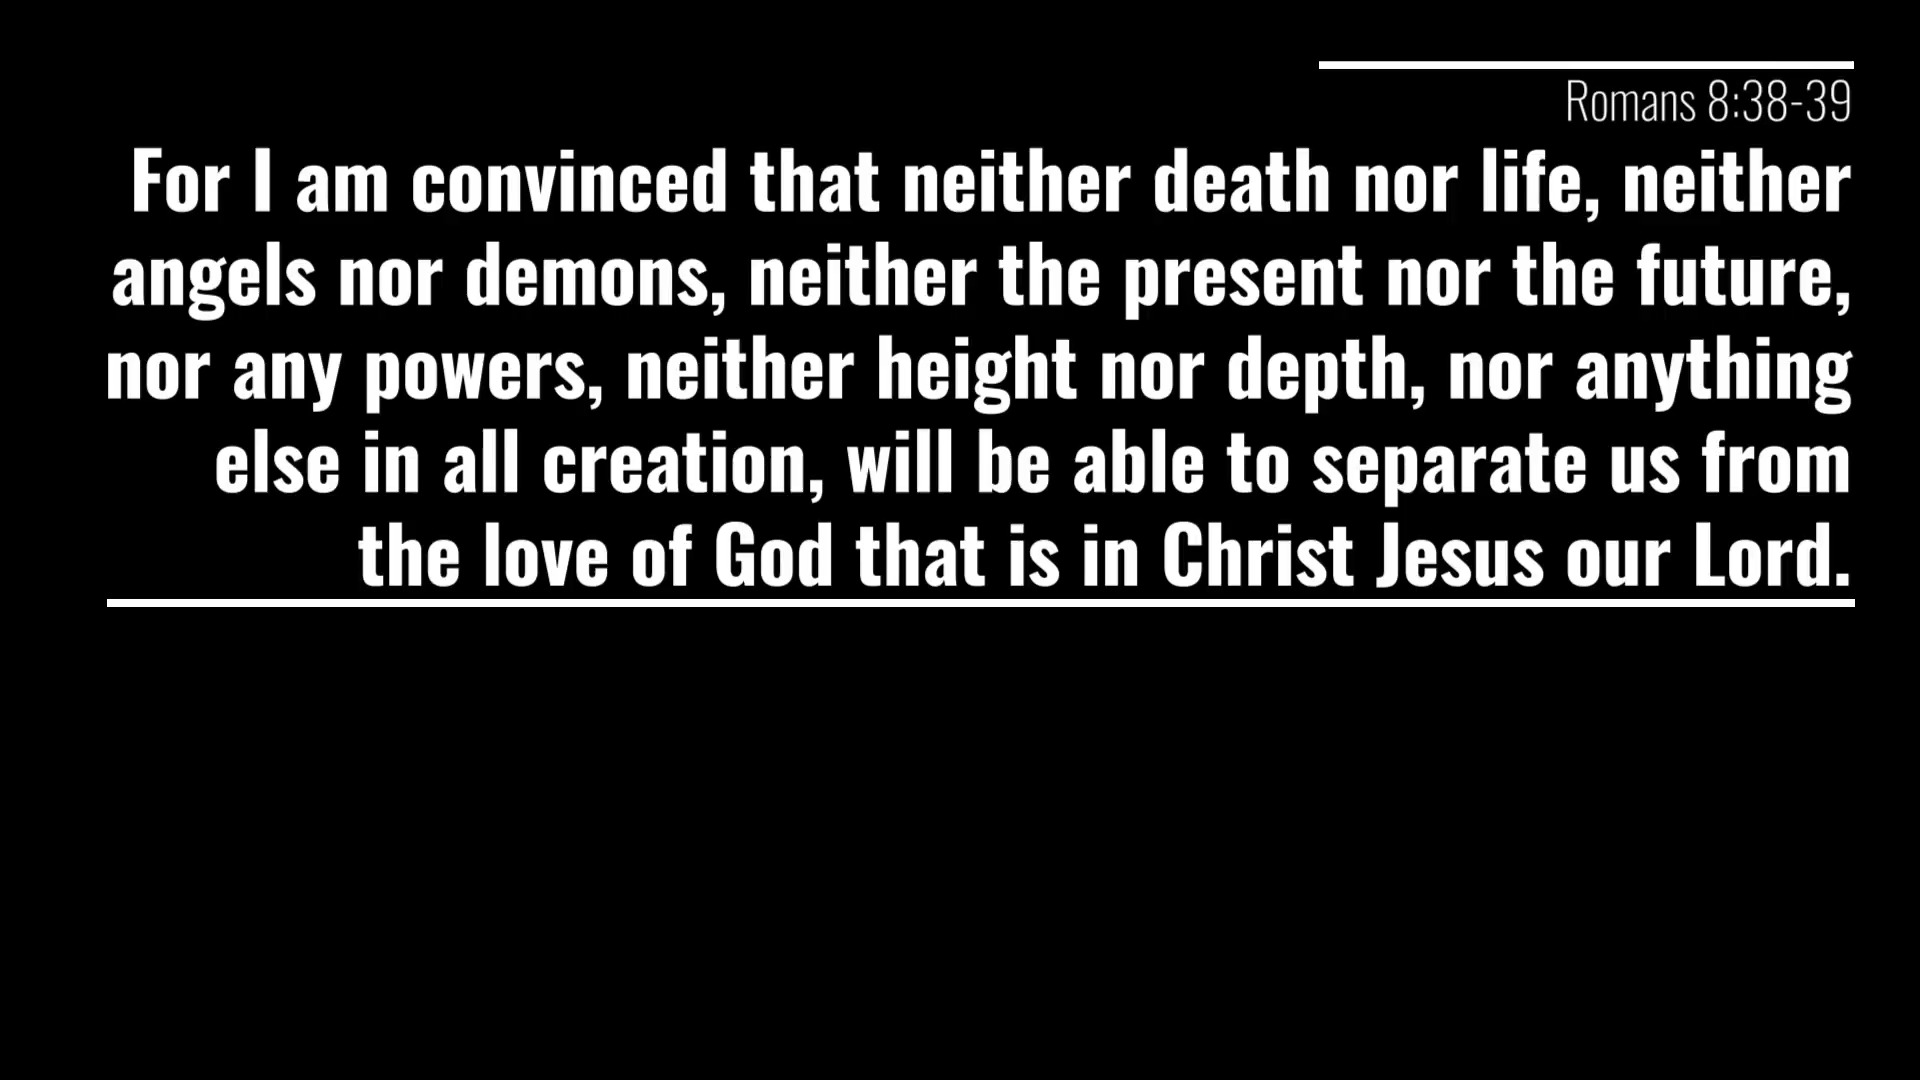 Romans 8:38-39
For I am convinced that neither death nor life, neither
angels nor demons, neither the present nor the future,
nor any powers, neither height nor depth, nor anything
else in all creation, will be able to separate us from
the love of God that is in Christ Jesus our Lord.